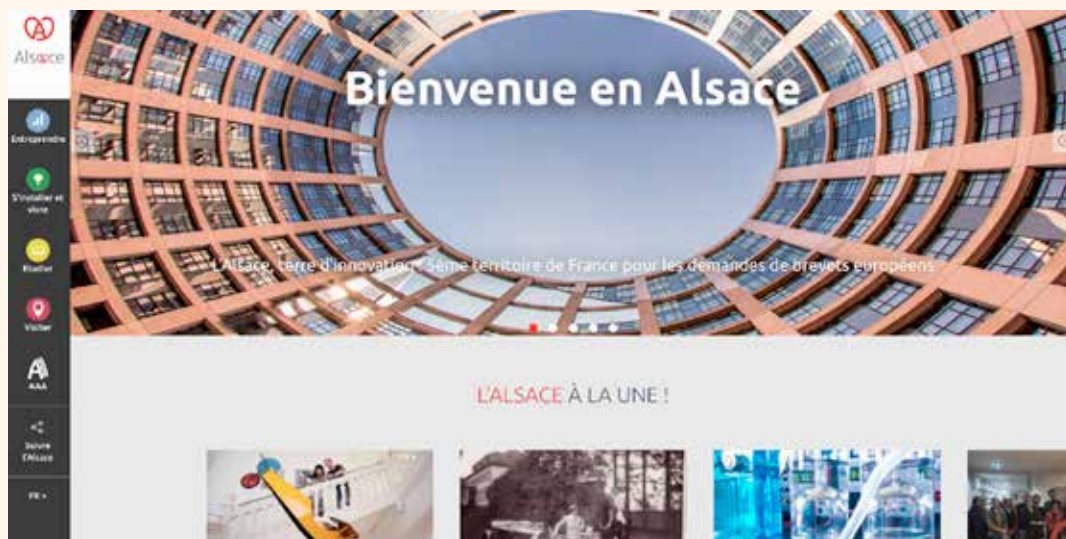 Alsace
Entreprendre
S'installer et
vivre
Étudier
Visiter
AAA
Suivre
l'Alsace
FR
Bienvenue en Alsace
L'Alsace, terre d'innovation : 5ème territoire de France pour les demandes de brevets européens
L'ALSACE À LA UNE !